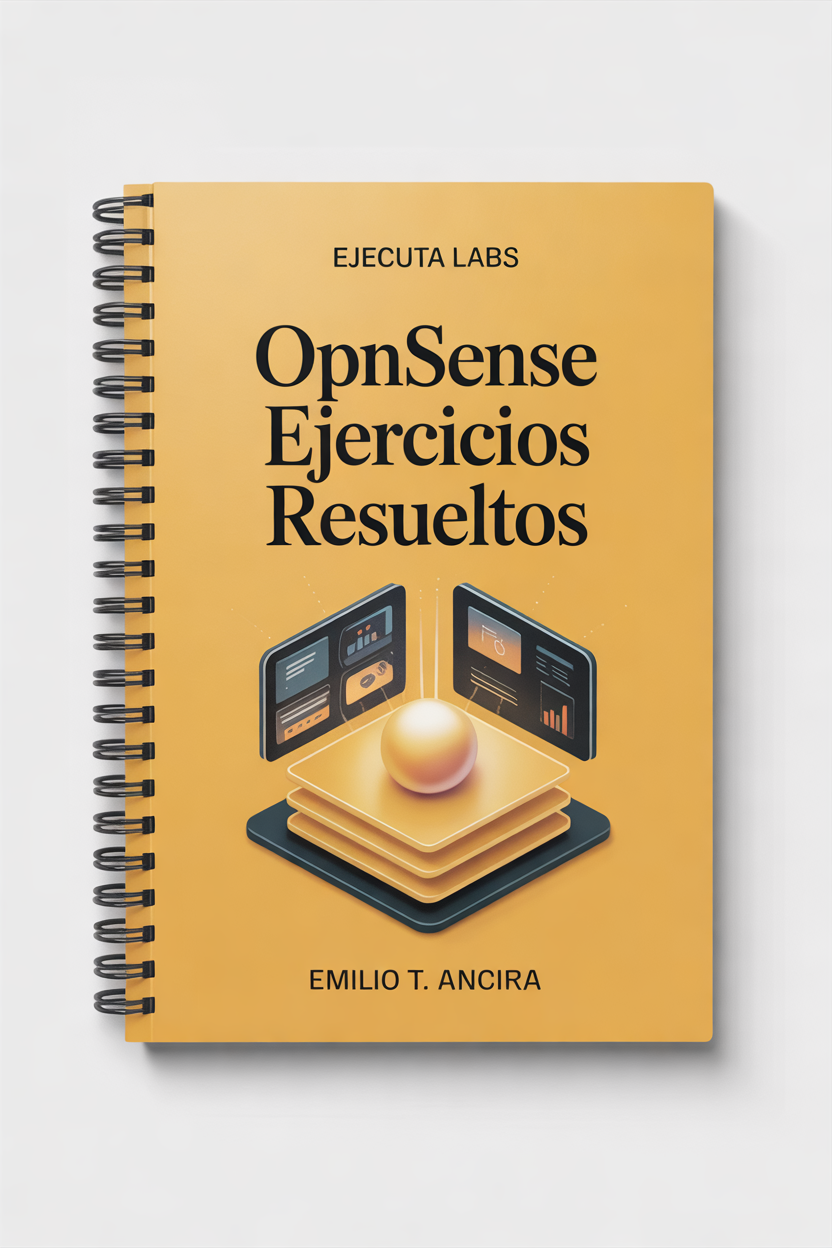 EJECUTA LABS
OpnSense
Ejercicios
Resueltos
EMILIO T. ANCIRA